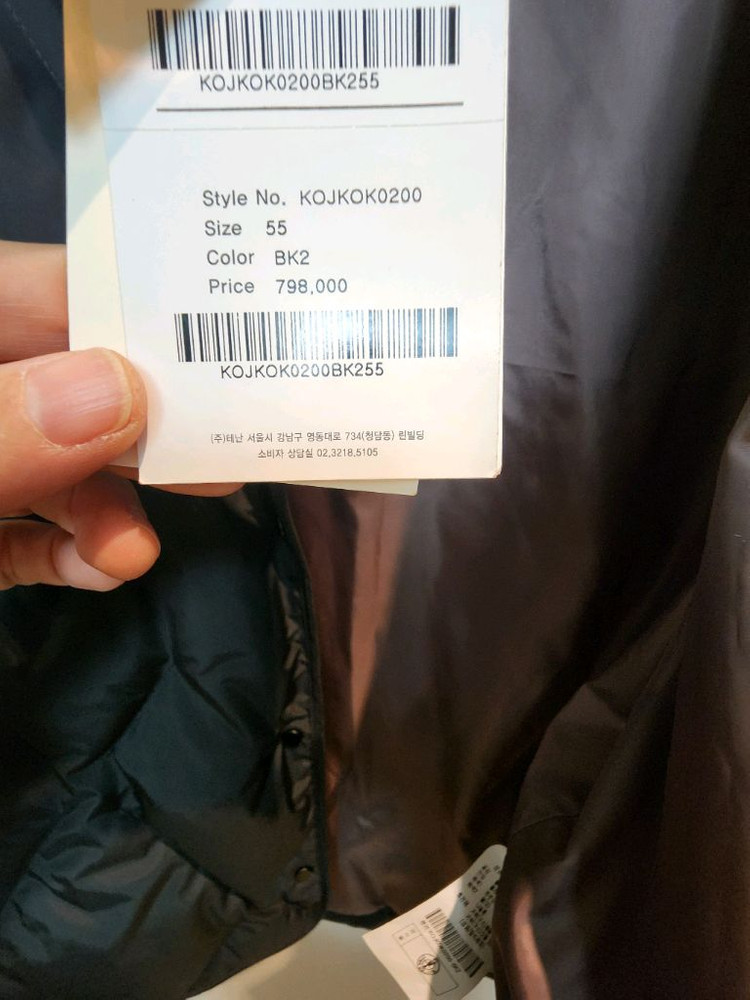 KOJKOK0200BK255
Style No. KOJKOK0200
Size 55
Color BK2
Price 798,000
KOJKOK0200BK255
(주)테난 서울시 강남구 영동대로 734(청담동) 린빌딩
소비자 상담실 02.3218.5105